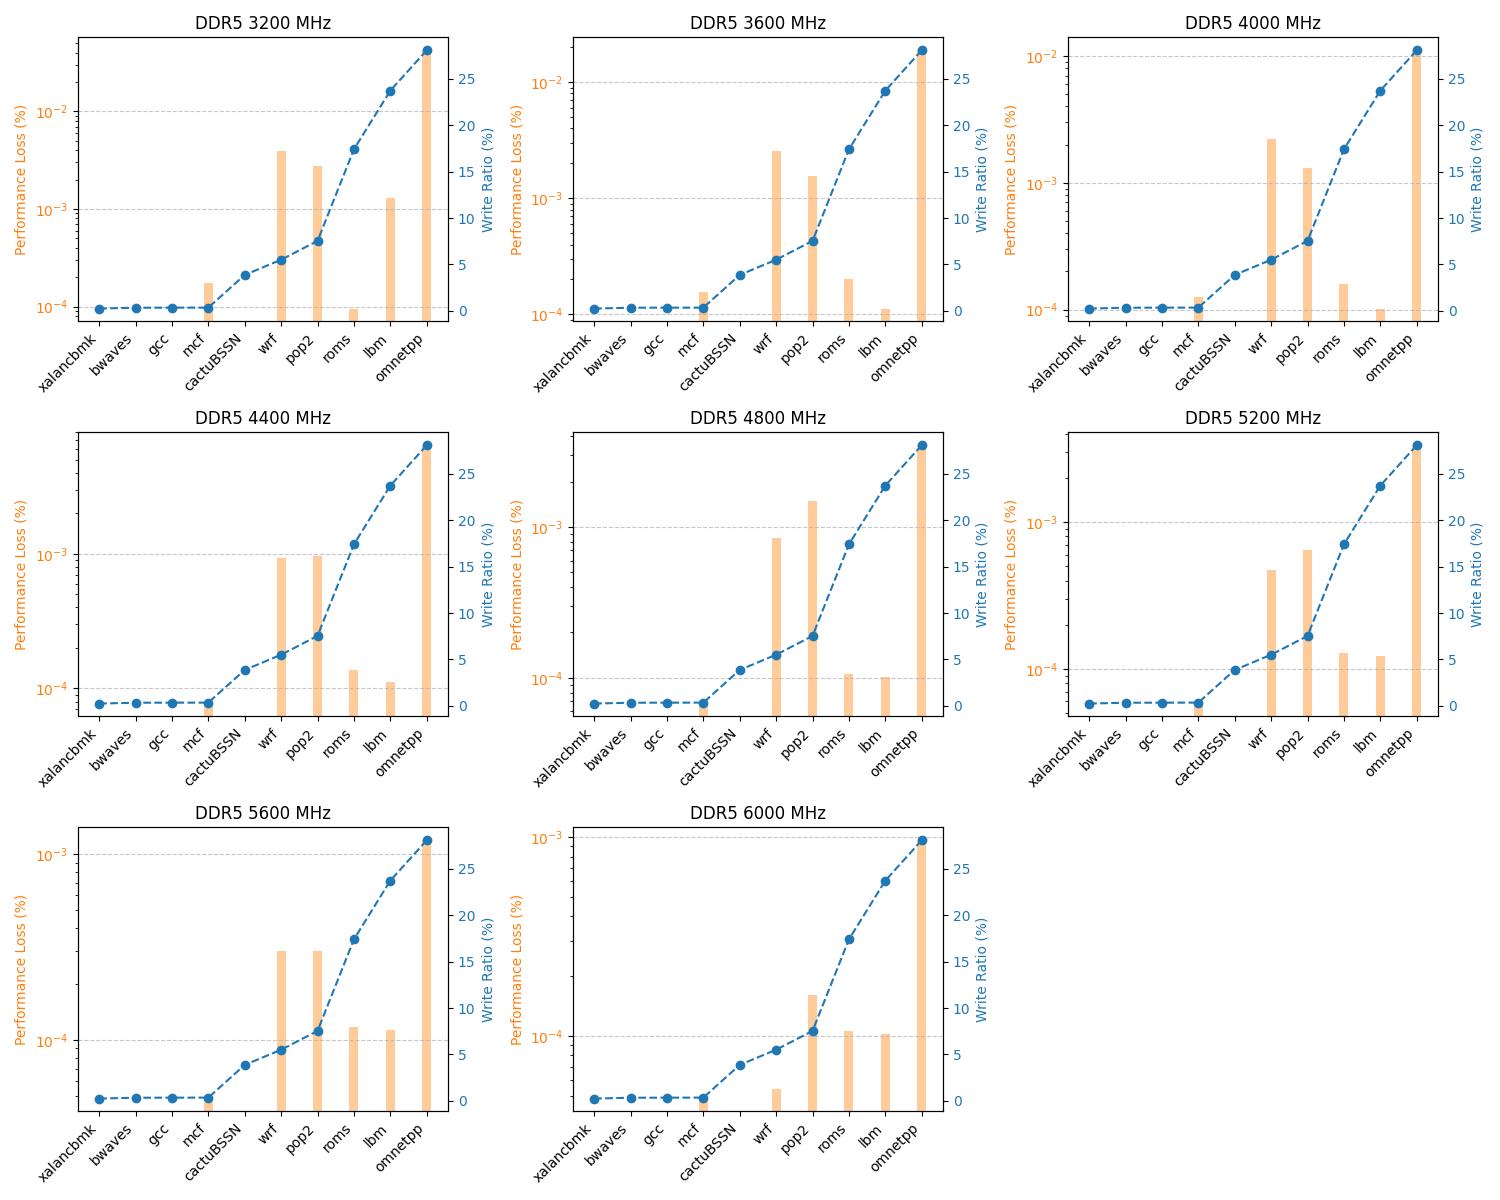 DDR5 3200 MHz
Performance Loss (%)
10⁻²
10⁻³
10⁻⁴
25
20
15
10
5
0
Write Ratio (%)
xalancbmk
bwaves
gcc
mcf
cactuBSSN
wrf
pop2
roms
lbm
omnetpp
DDR5 3600 MHz
Performance Loss (%)
10⁻²
10⁻³
10⁻⁴
25
20
15
10
5
0
Write Ratio (%)
xalancbmk
bwaves
gcc
mcf
cactuBSSN
wrf
pop2
roms
lbm
omnetpp
DDR5 4000 MHz
Performance Loss (%)
10⁻²
10⁻³
10⁻⁴
25
20
15
10
5
0
Write Ratio (%)
xalancbmk
bwaves
gcc
mcf
cactuBSSN
wrf
pop2
roms
lbm
omnetpp
DDR5 4400 MHz
Performance Loss (%)
10⁻³
10⁻⁴
25
20
15
10
5
0
Write Ratio (%)
xalancbmk
bwaves
gcc
mcf
cactuBSSN
wrf
pop2
roms
lbm
omnetpp
DDR5 4800 MHz
Performance Loss (%)
10⁻³
10⁻⁴
25
20
15
10
5
0
Write Ratio (%)
xalancbmk
bwaves
gcc
mcf
cactuBSSN
wrf
pop2
roms
lbm
omnetpp
DDR5 5200 MHz
Performance Loss (%)
10⁻³
10⁻⁴
25
20
15
10
5
0
Write Ratio (%)
xalancbmk
bwaves
gcc
mcf
cactuBSSN
wrf
pop2
roms
lbm
omnetpp
DDR5 5600 MHz
Performance Loss (%)
10⁻³
10⁻⁴
25
20
15
10
5
0
Write Ratio (%)
xalancbmk
bwaves
gcc
mcf
cactuBSSN
wrf
pop2
roms
lbm
omnetpp
DDR5 6000 MHz
Performance Loss (%)
10⁻³
10⁻⁴
25
20
15
10
5
0
Write Ratio (%)
xalancbmk
bwaves
gcc
mcf
cactuBSSN
wrf
pop2
roms
lbm
omnetpp